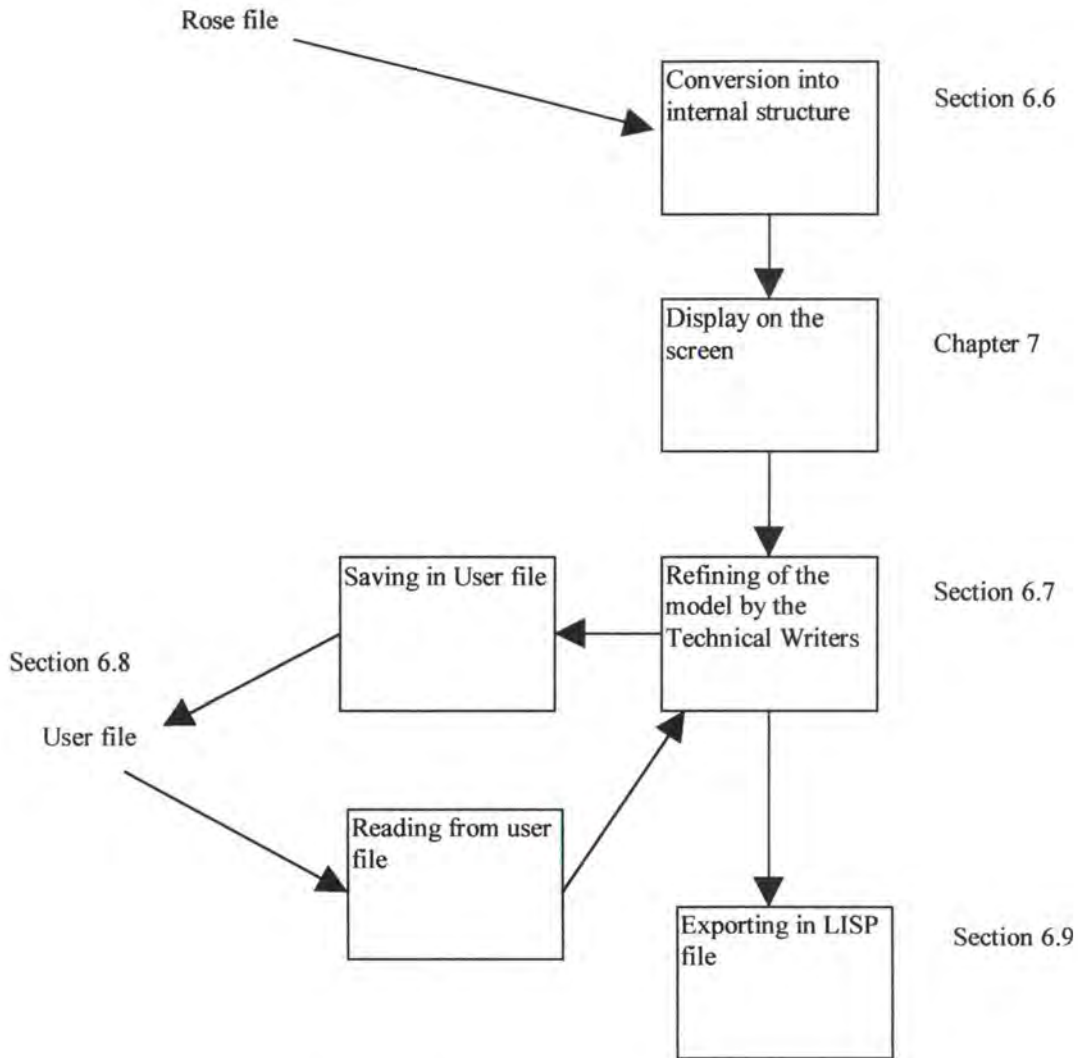 Rose file
Conversion into
internal structure
Section 6.6
Display on the
screen
Chapter 7
Saving in User file
Refining of the
model by the
Technical Writers
Section 6.7
Section 6.8
User file
Reading from user
file
Exporting in LISP
file
Section 6.9